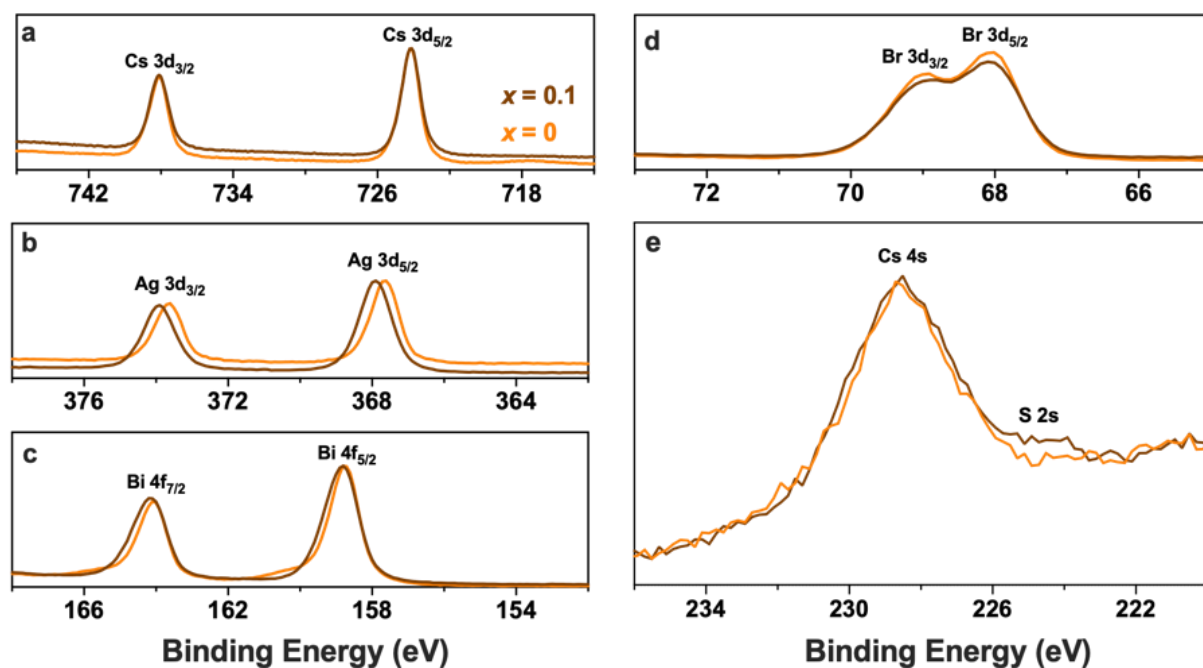 a
Cs 3d3/2
Cs 3d5/2
x = 0.1
x = 0
742
734
726
718
b
Ag 3d3/2
Ag 3d5/2
376
372
368
364
c
Bi 4f7/2
Bi 4f5/2
166
162
158
154
Binding Energy (eV)
d
Br 3d3/2
Br 3d5/2
72
70
68
66
e
Cs 4s
S 2s
234
230
226
222
Binding Energy (eV)